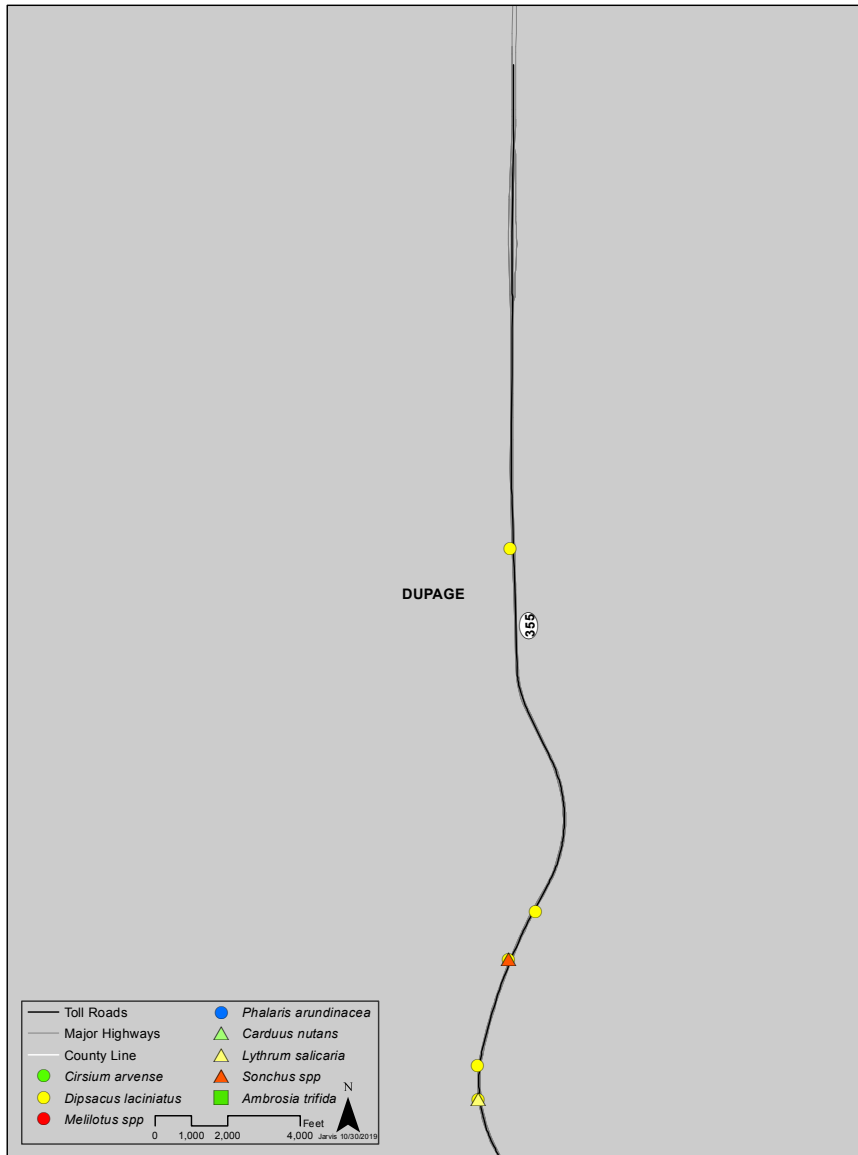 DUPAGE
355
Toll Roads
Major Highways
County Line
Cirsium arvense
Dipsacus laciniatus
Melilotus spp
Phalaris arundinacea
Carduus nutans
Lythrum salicaria
Sonchus spp
Ambrosia trifida
N
Feet
0 1,000 2,000 4,000
Jarvis 10/30/2019